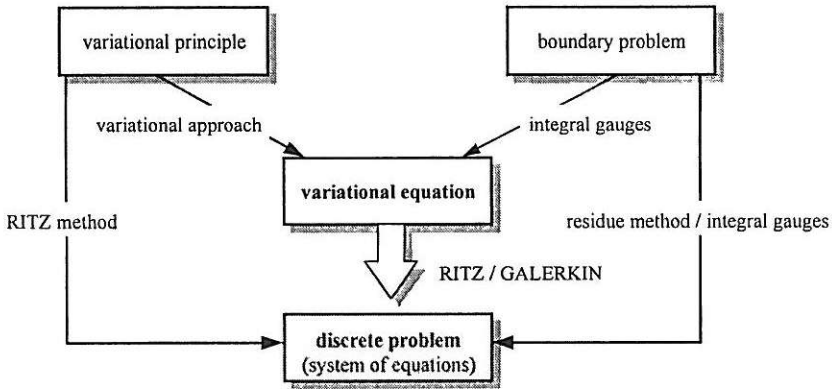 variational principle
boundary problem
variational approach
integral gauges
variational equation
RITZ method
residue method / integral gauges
RITZ / GALERKIN
discrete problem
(system of equations)